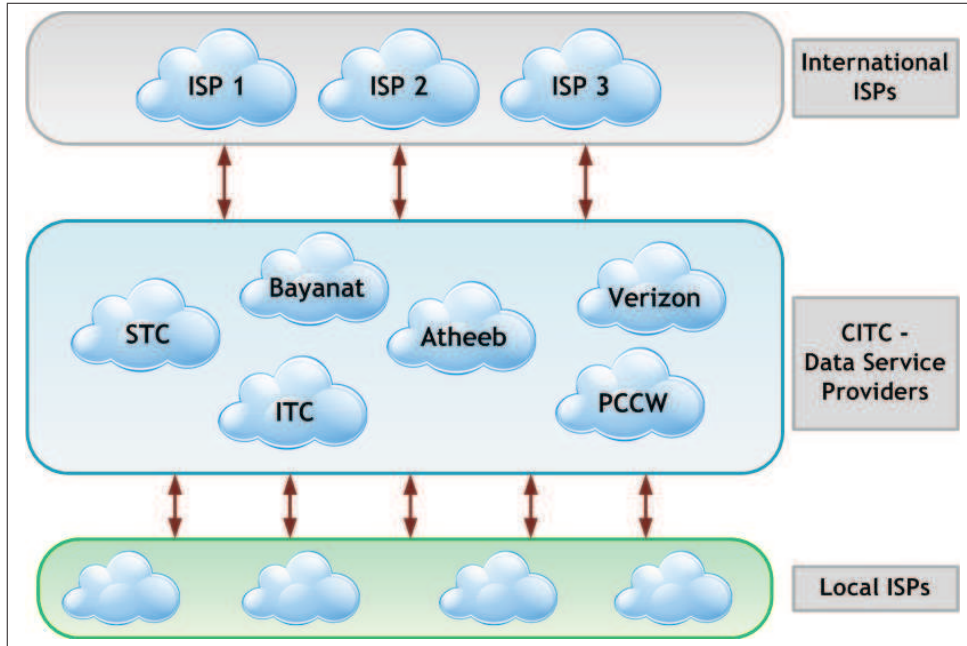 ISP 1
ISP 2
ISP 3
International
ISPs
Bayanat
Verizon
STC
Atheeb
ITC
PCCW
CITC -
Data Service
Providers
Local ISPs